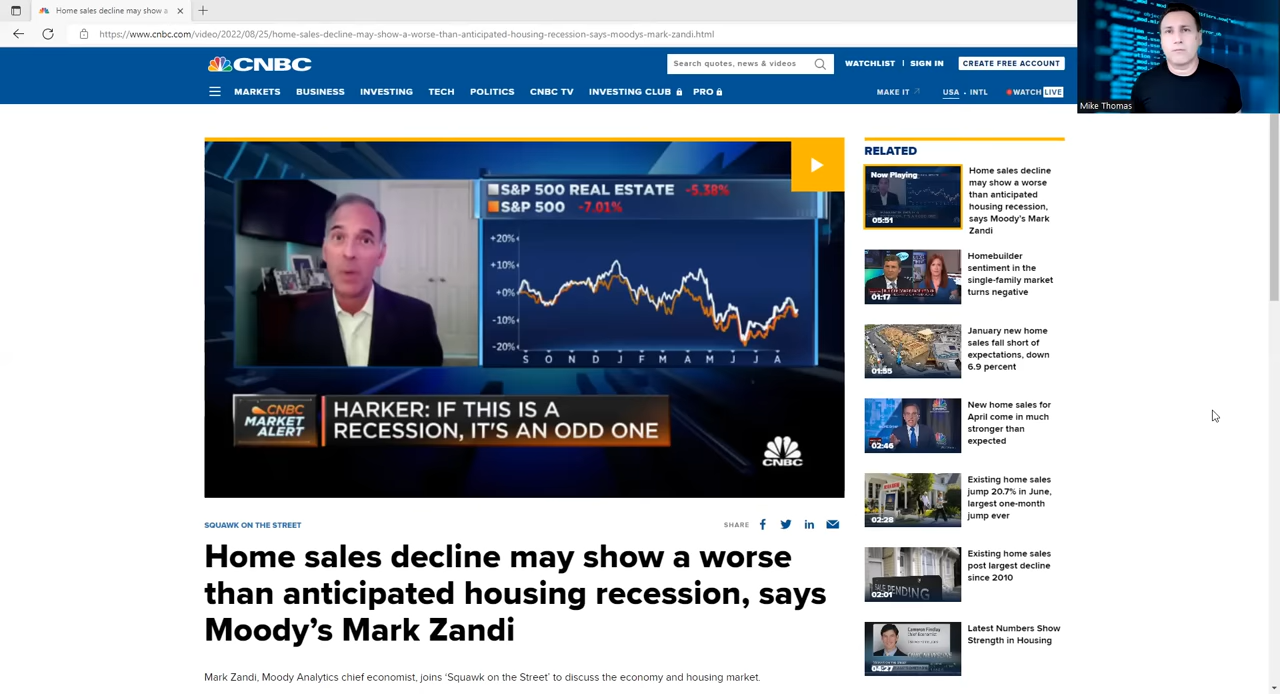 Home sales decline may show a
https://www.cnbc.com/video/2022/08/25/home-sales-decline-may-show-a-worse-than-anticipated-housing-recession-says-moodys-mark-zandi.html
Mike Thomas
CNBC
Search quotes, news & videos
WATCHLIST | SIGN IN
CREATE FREE ACCOUNT
MARKETS BUSINESS INVESTING TECH POLITICS CNBC TV INVESTING CLUB PRO
MAKE IT USA • INTL WATCH LIVE
S&P 500 REAL ESTATE -5.38%
S&P 500 -7.01%
+20%
+10%
+0%
-10%
-20%
S O N D J F M A M J J A
CNBC
MARKET
ALERT
HARKER: IF THIS IS A
RECESSION, IT'S AN ODD ONE
CNBC
SQUAWK ON THE STREET
SHARE
Home sales decline may show a worse
than anticipated housing recession, says
Moody's Mark Zandi
Mark Zandi, Moody Analytics chief economist, joins 'Squawk on the Street' to discuss the economy and housing market.
RELATED
Now Playing
05:51
Home sales decline
may show a worse
than anticipated
housing recession,
says Moody's Mark
Zandi
01:17
Homebuilder
sentiment in the
single-family market
turns negative
01:55
January new home
sales fall short of
expectations, down
6.9 percent
02:46
New home sales for
April come in much
stronger than
expected
02:28
Existing home sales
jump 20.7% in June,
largest one-month
jump ever
SALE PENDING
02:01
Existing home sales
post largest decline
since 2010
Cameron Findlay
04:27
Latest Numbers Show
Strength in Housing